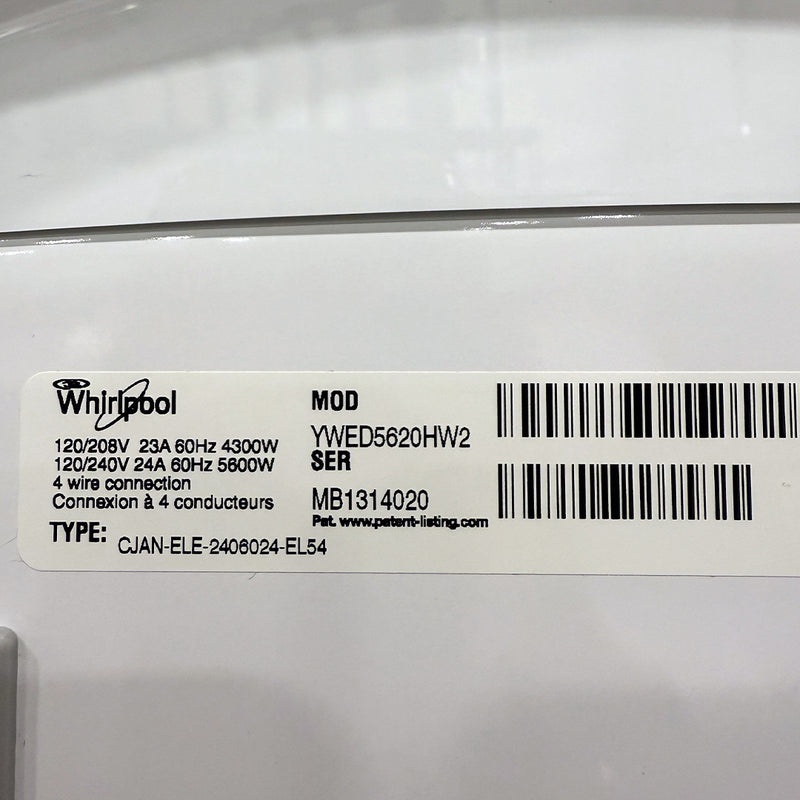 Whirlpool
120/208V 23A 60Hz 4300W
120/240V 24A 60Hz 5600W
4 wire connection
Connexion à 4 conducteurs
TYPE: CJAN-ELE-2406024-EL54
MOD
YWED5620HW2
SER
MB1314020
Pat. www.patent-listing.com